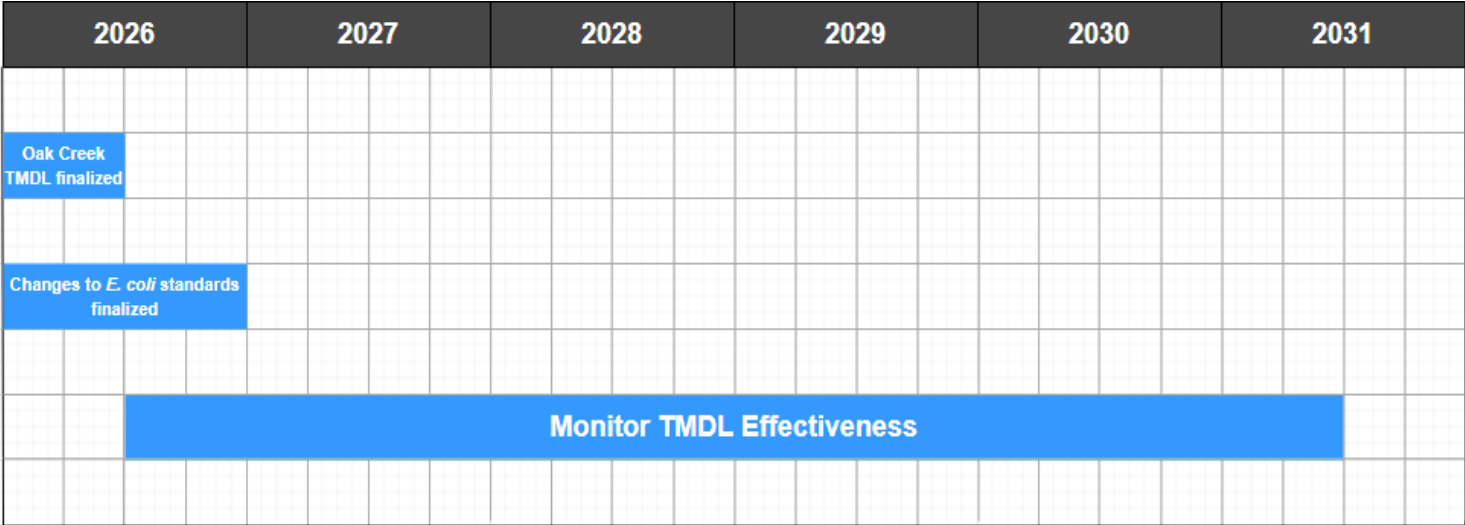 2026 2027 2028 2029 2030 2031
Oak Creek
TMDL finalized
Changes to E. coli standards
finalized
Monitor TMDL Effectiveness